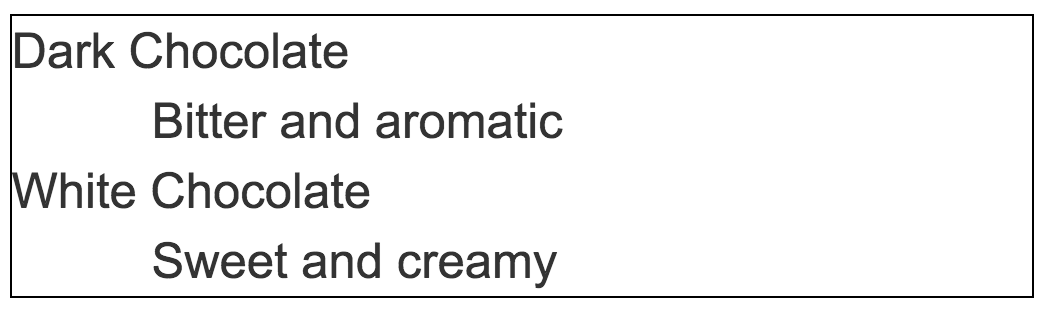 Dark Chocolate
Bitter and aromatic
White Chocolate
Sweet and creamy